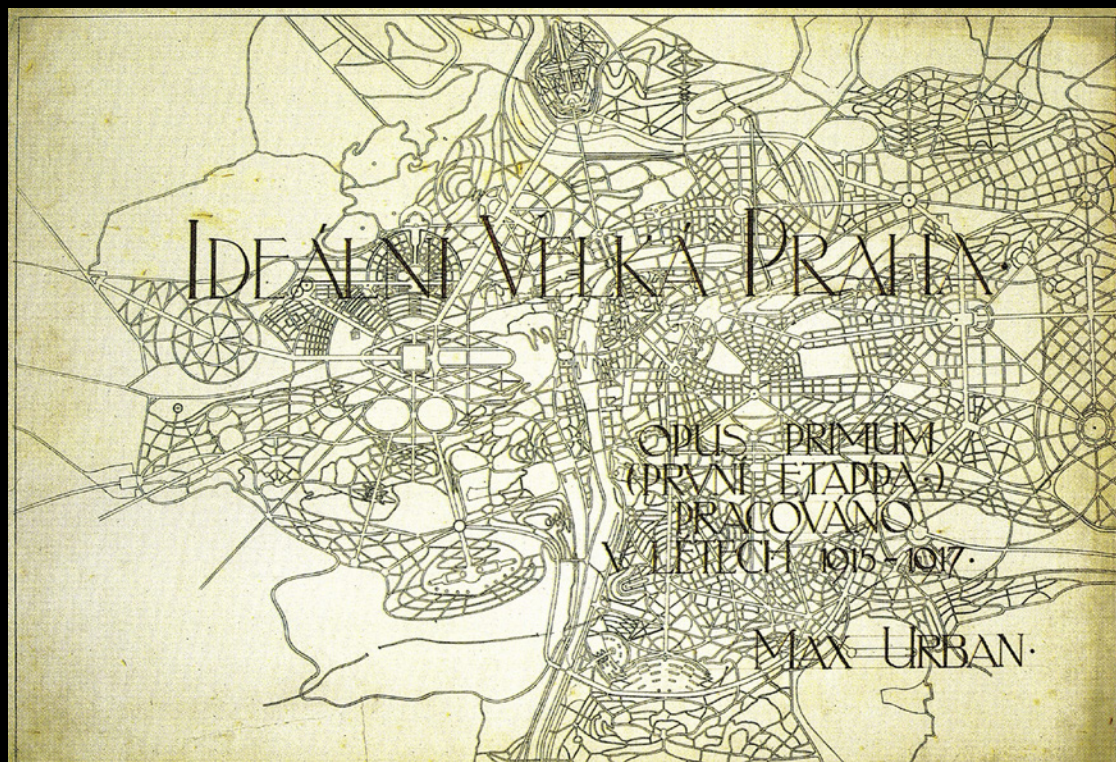 IDEÁLNÍ VELKÁ PRAHA.
OPUS PRIMUM
(PRVNÍ ETAPPA.)
PRACOVÁNO
V LETECH 1915-1917.
MAX URBAN.